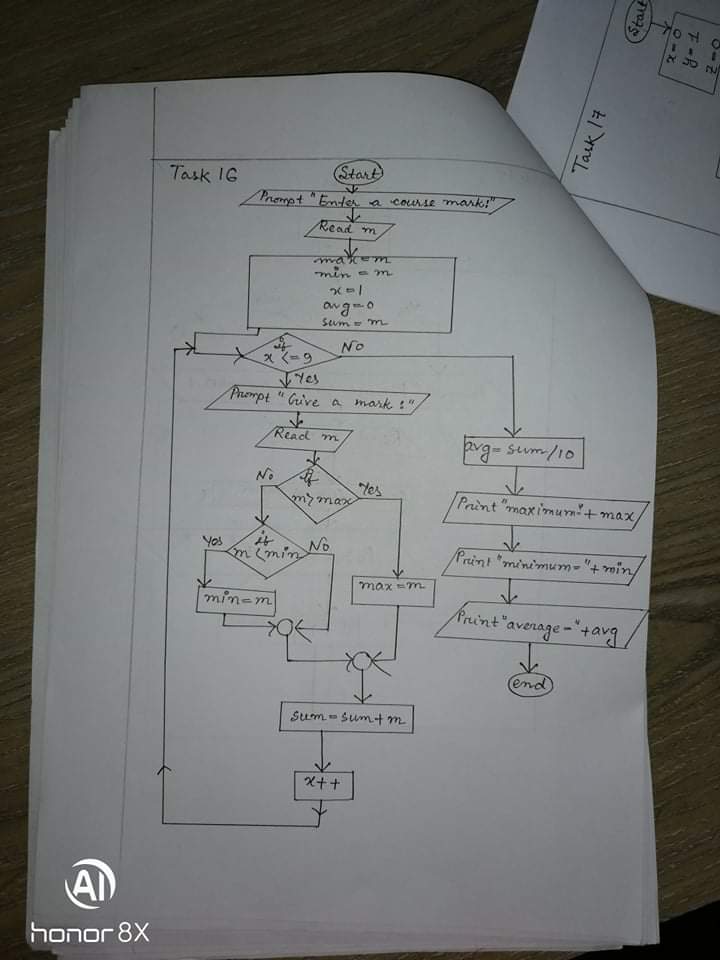 Task 16
Start
Prompt "Enter a course mark:"
Read m
max=m
min = m
x=1
avg=0
sum=m
if
x <=9
No
Yes
Prompt "Give a mark:"
Read m
if
m>max
No
Yes
if
m <min
Yes
No
min=m
max=m
sum=sum+m
x++
avg=sum/10
Print "maximum="+max
Print "minimum="+min
Print "average="+avg
end
Task 17
Start
x=0
y=1
z=0
AI
honor 8X